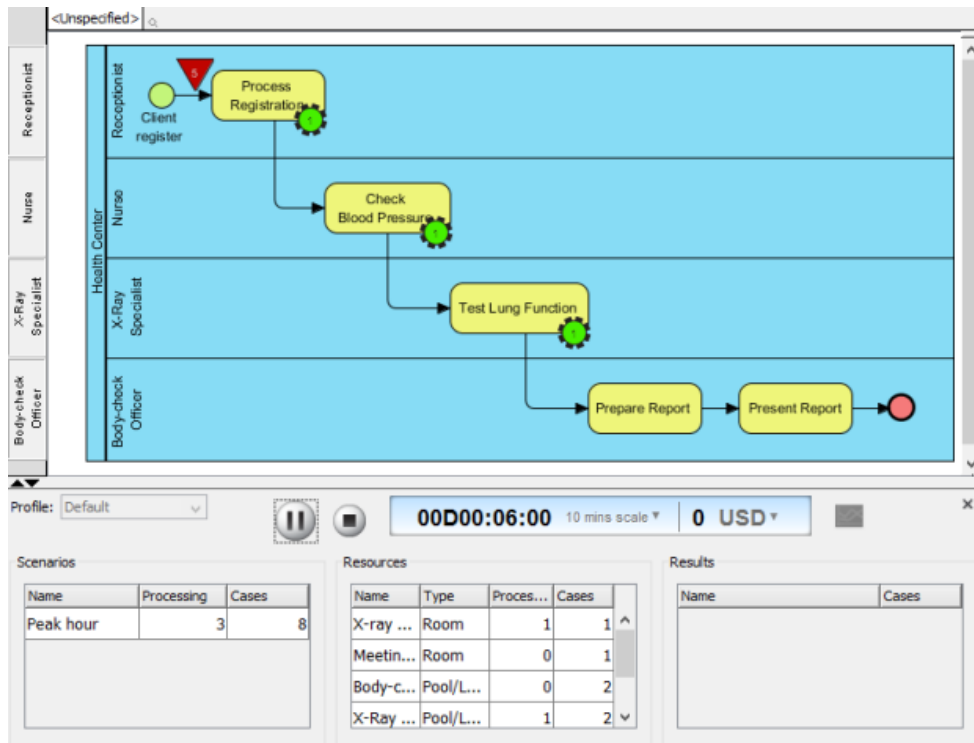 <Unspecified>
Receptionist
Nurse
X-Ray
Specialist
Body-check
Officer
Health Center
Receptionist
Nurse
X-Ray
Specialist
Body-check
Officer
5
Client
register
Process
Registration
1
Check
Blood Pressure
1
Test Lung Function
1
Prepare Report
Present Report
Profile: Default
00D00:06:00 10 mins scale 0 USD
Scenarios
Name Processing Cases
Peak hour 3 8
Resources
Name Type Proces... Cases
X-ray ... Room 1 1
Meetin... Room 0 1
Body-c... Pool/L... 0 2
X-Ray ... Pool/L... 1 2
Results
Name Cases